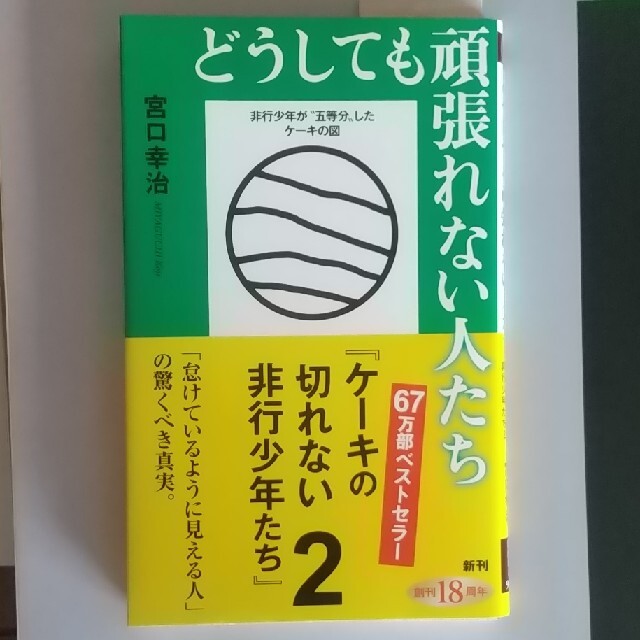 どうしても頑張れない人たち
宮口幸治
MIYAGUCHI Koji
非行少年が“五等分〟した
ケーキの図
67万部ベストセラー
『ケーキの
切れない
非行少年たち』
2
「怠けているように見える人」
の驚くべき真実。
新刊
創刊18周年